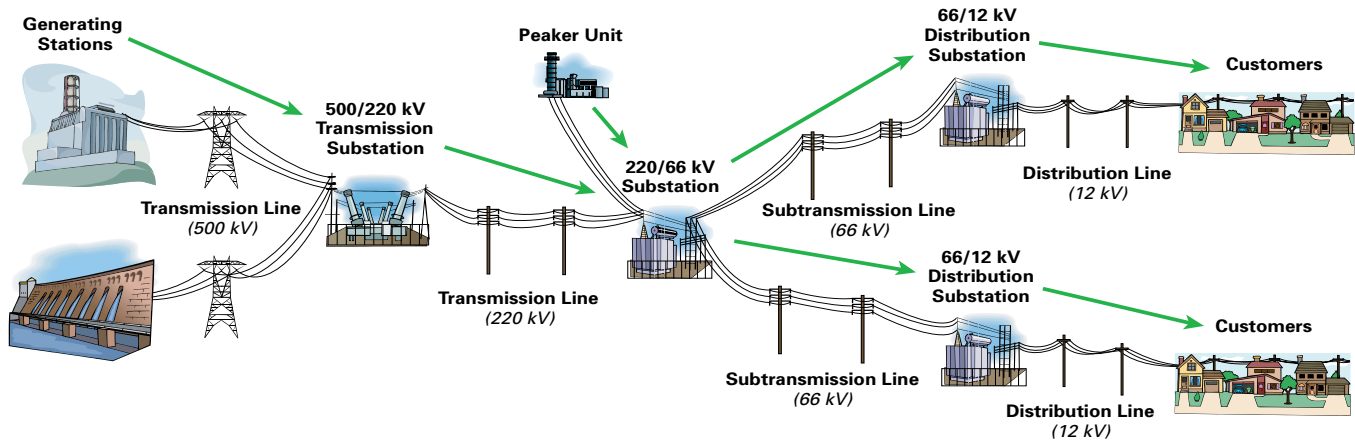 Generating
Stations
Peaker Unit
66/12 kV
Distribution
Substation
Customers
500/220 kV
Transmission
Substation
220/66 kV
Substation
Distribution Line
(12 kV)
Transmission Line
(500 kV)
Subtransmission Line
(66 kV)
66/12 kV
Distribution
Substation
Transmission Line
(220 kV)
Customers
Subtransmission Line
(66 kV)
Distribution Line
(12 kV)